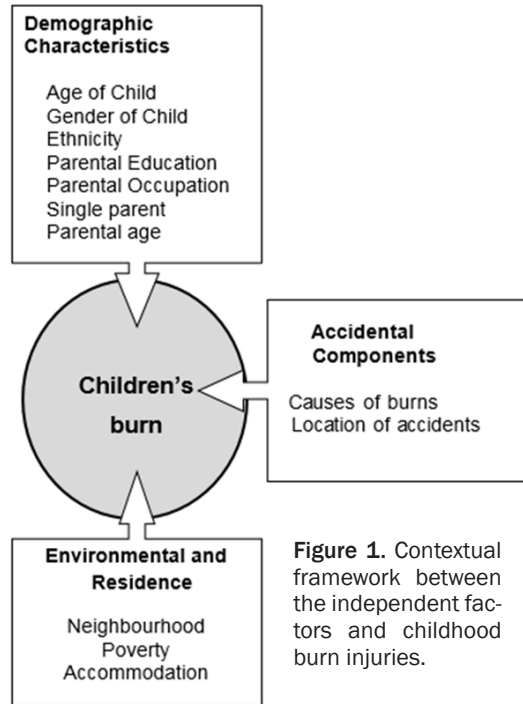 Demographic
Characteristics
Age of Child
Gender of Child
Ethnicity
Parental Education
Parental Occupation
Single parent
Parental age
Children's
burn
Accidental
Components
Causes of burns
Location of accidents
Environmental and
Residence
Neighbourhood
Poverty
Accommodation
Figure 1. Contextual
framework between
the independent fac-
tors and childhood
burn injuries.